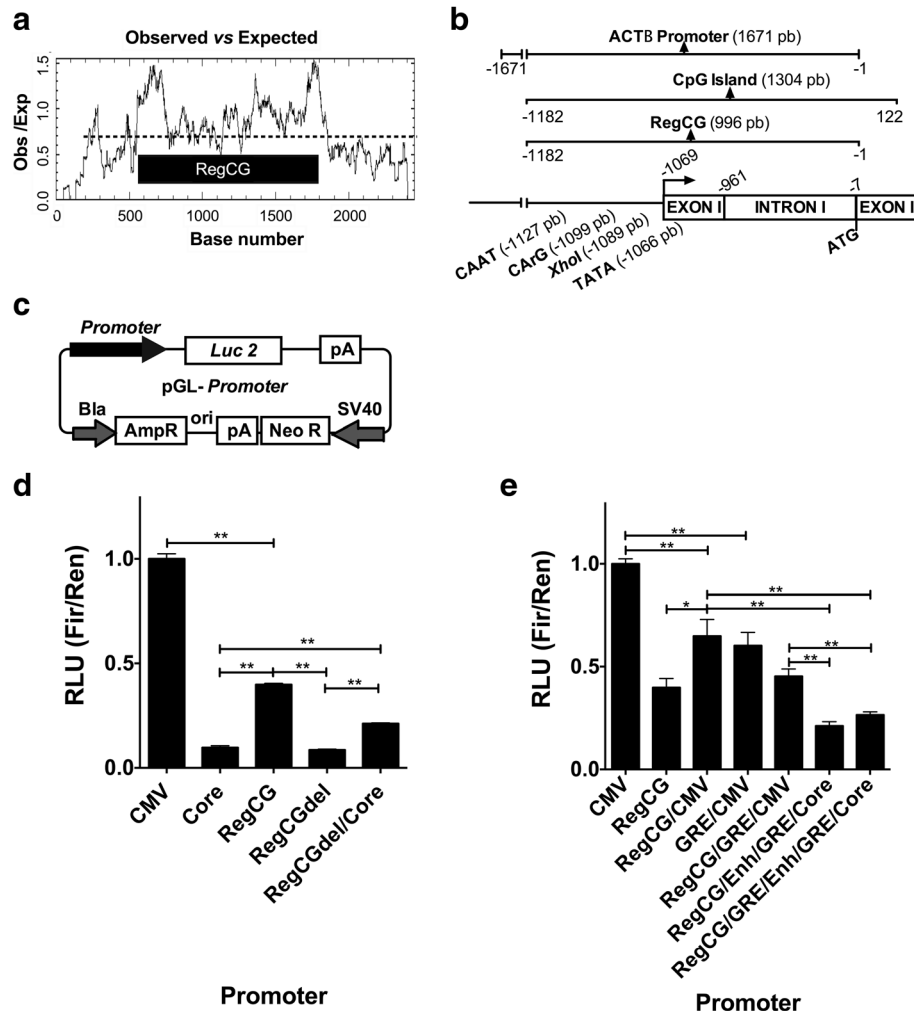 a
Observed vs Expected
1.5
1.0
0.5
0.0
Obs /Exp
RegCG
0 500 1000 1500 2000
Base number
b
ACTB Promoter (1671 pb)
-1671 -1
CpG Island (1304 pb)
-1182 122
RegCG (996 pb)
-1182 -1
-1069
-961
-7
EXON I INTRON I EXON I
ATG
CAAT (-1127 pb)
CArG (-1099 pb)
XhoI (-1089 pb)
TATA (-1066 pb)
c
Promoter
Luc 2 pA
pGL- Promoter
Bla ori SV40
AmpR pA Neo R
d
RLU (Fir/Ren)
1.0
0.5
0.0
**
**
** **
**
CMV
Core
RegCG
RegCGdel
RegCGdel/Core
Promoter
e
RLU (Fir/Ren)
1.0
0.5
0.0
**
**
**
* **
**
**
CMV
RegCG
RegCG/CMV
GRE/CMV
RegCG/GRE/CMV
RegCG/Enh/GRE/Core
RegCG/GRE/Enh/GRE/Core
Promoter